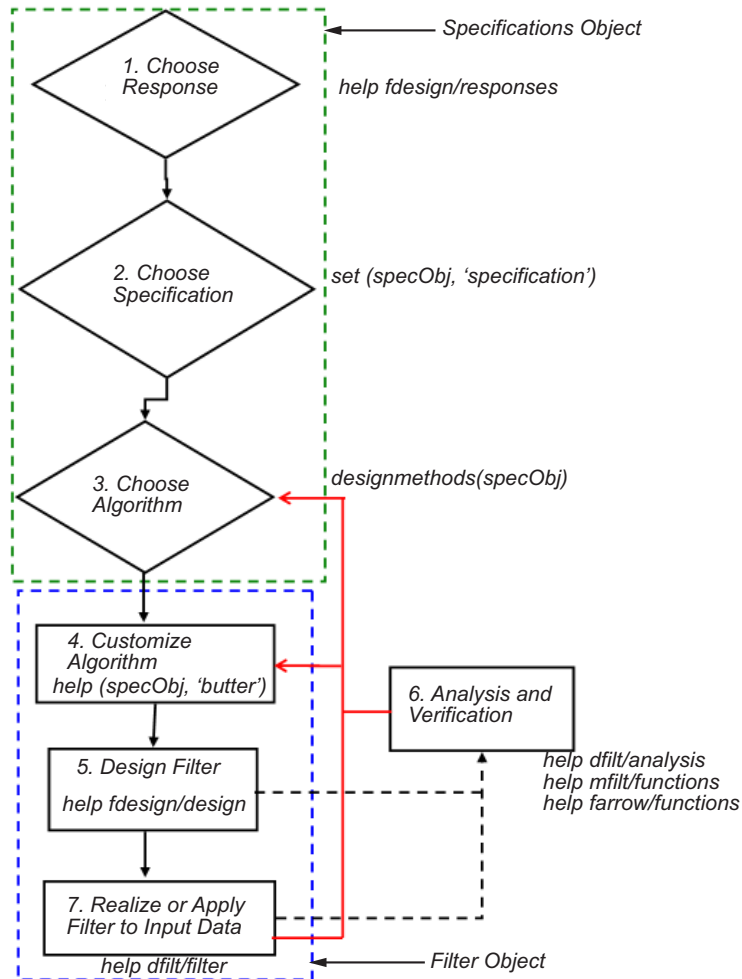 Specifications Object
1. Choose
Response
help fdesign/responses
2. Choose
Specification
set (specObj, ‘specification’)
3. Choose
Algorithm
designmethods(specObj)
4. Customize
Algorithm
help (specObj, ‘butter’)
6. Analysis and
Verification
help dfilt/analysis
help mfilt/functions
help farrow/functions
5. Design Filter
help fdesign/design
7. Realize or Apply
Filter to Input Data
help dfilt/filter
Filter Object